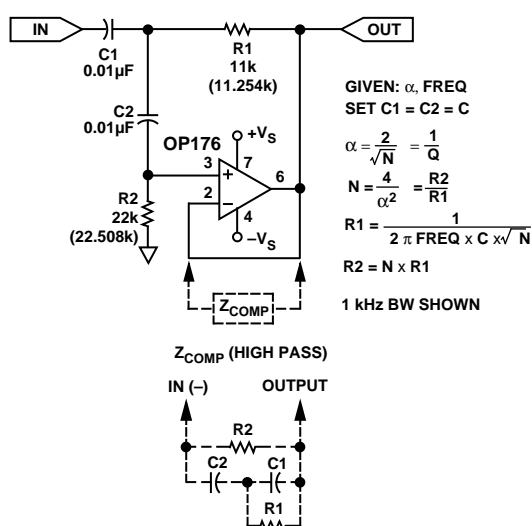 IN
C1
0.01µF
R1
11k
(11.254k)
OUT
C2
0.01µF
R2
22k
(22.508k)
OP176
+VS
3
7
6
2
4
+
–
–VS
ZCOMP
GIVEN: α, FREQ
SET C1 = C2 = C
α = 2/√N = 1/Q
N = 4/α² = R2/R1
R1 = 1/(2 π FREQ x C x √N)
R2 = N x R1
1 kHz BW SHOWN
ZCOMP (HIGH PASS)
IN (–)
OUTPUT
R2
C2
C1
R1